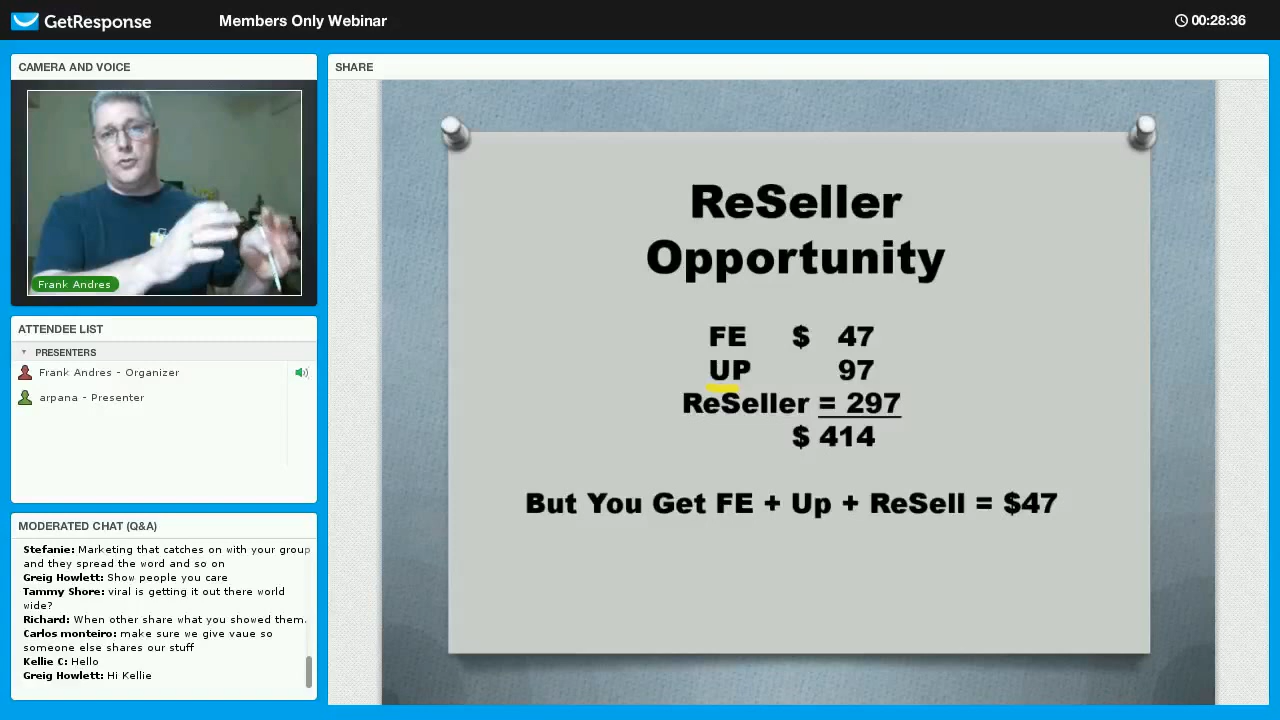 GetResponse
Members Only Webinar
00:28:36
CAMERA AND VOICE
Frank Andres
ATTENDEE LIST
PRESENTERS
Frank Andres - Organizer
arpana - Presenter
MODERATED CHAT (Q&A)
Stefanie: Marketing that catches on with your group
and they spread the word and so on
Greig Howlett: Show people you care
Tammy Shore: viral is getting it out there world
wide?
Richard: When other share what you showed them.
Carlos monteiro: make sure we give vaue so
someone else shares our stuff
Kellie C: Hello
Greig Howlett: Hi Kellie
SHARE
ReSeller
Opportunity
FE $ 47
UP 97
ReSeller = 297
$ 414
But You Get FE + Up + ReSell = $47